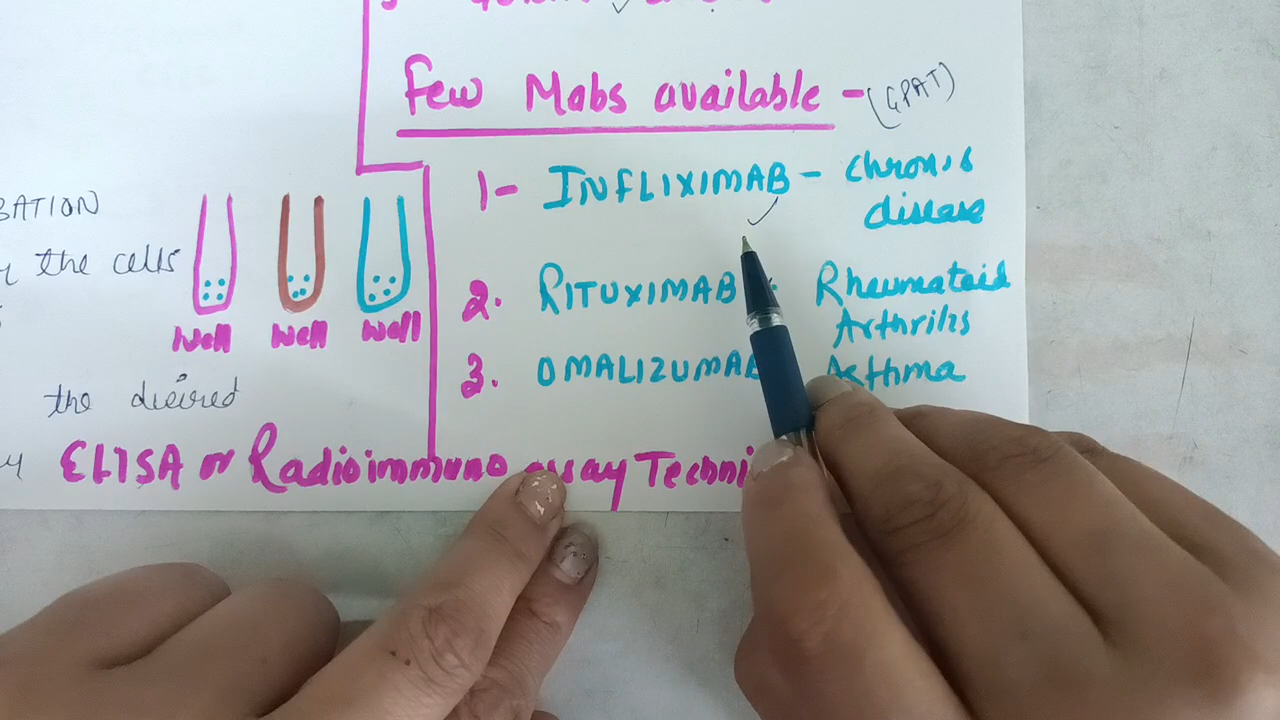 Few Mabs available - (GPAT)
1- INFLIXIMAB - chronis
disease
2. RITUXIMAB - Rheumatoid
Arthritis
3. OMALIZUMAB Asthma
BATION
the cells
Well Well Well
the desired
ELISA or Radioimmuno assay Techni